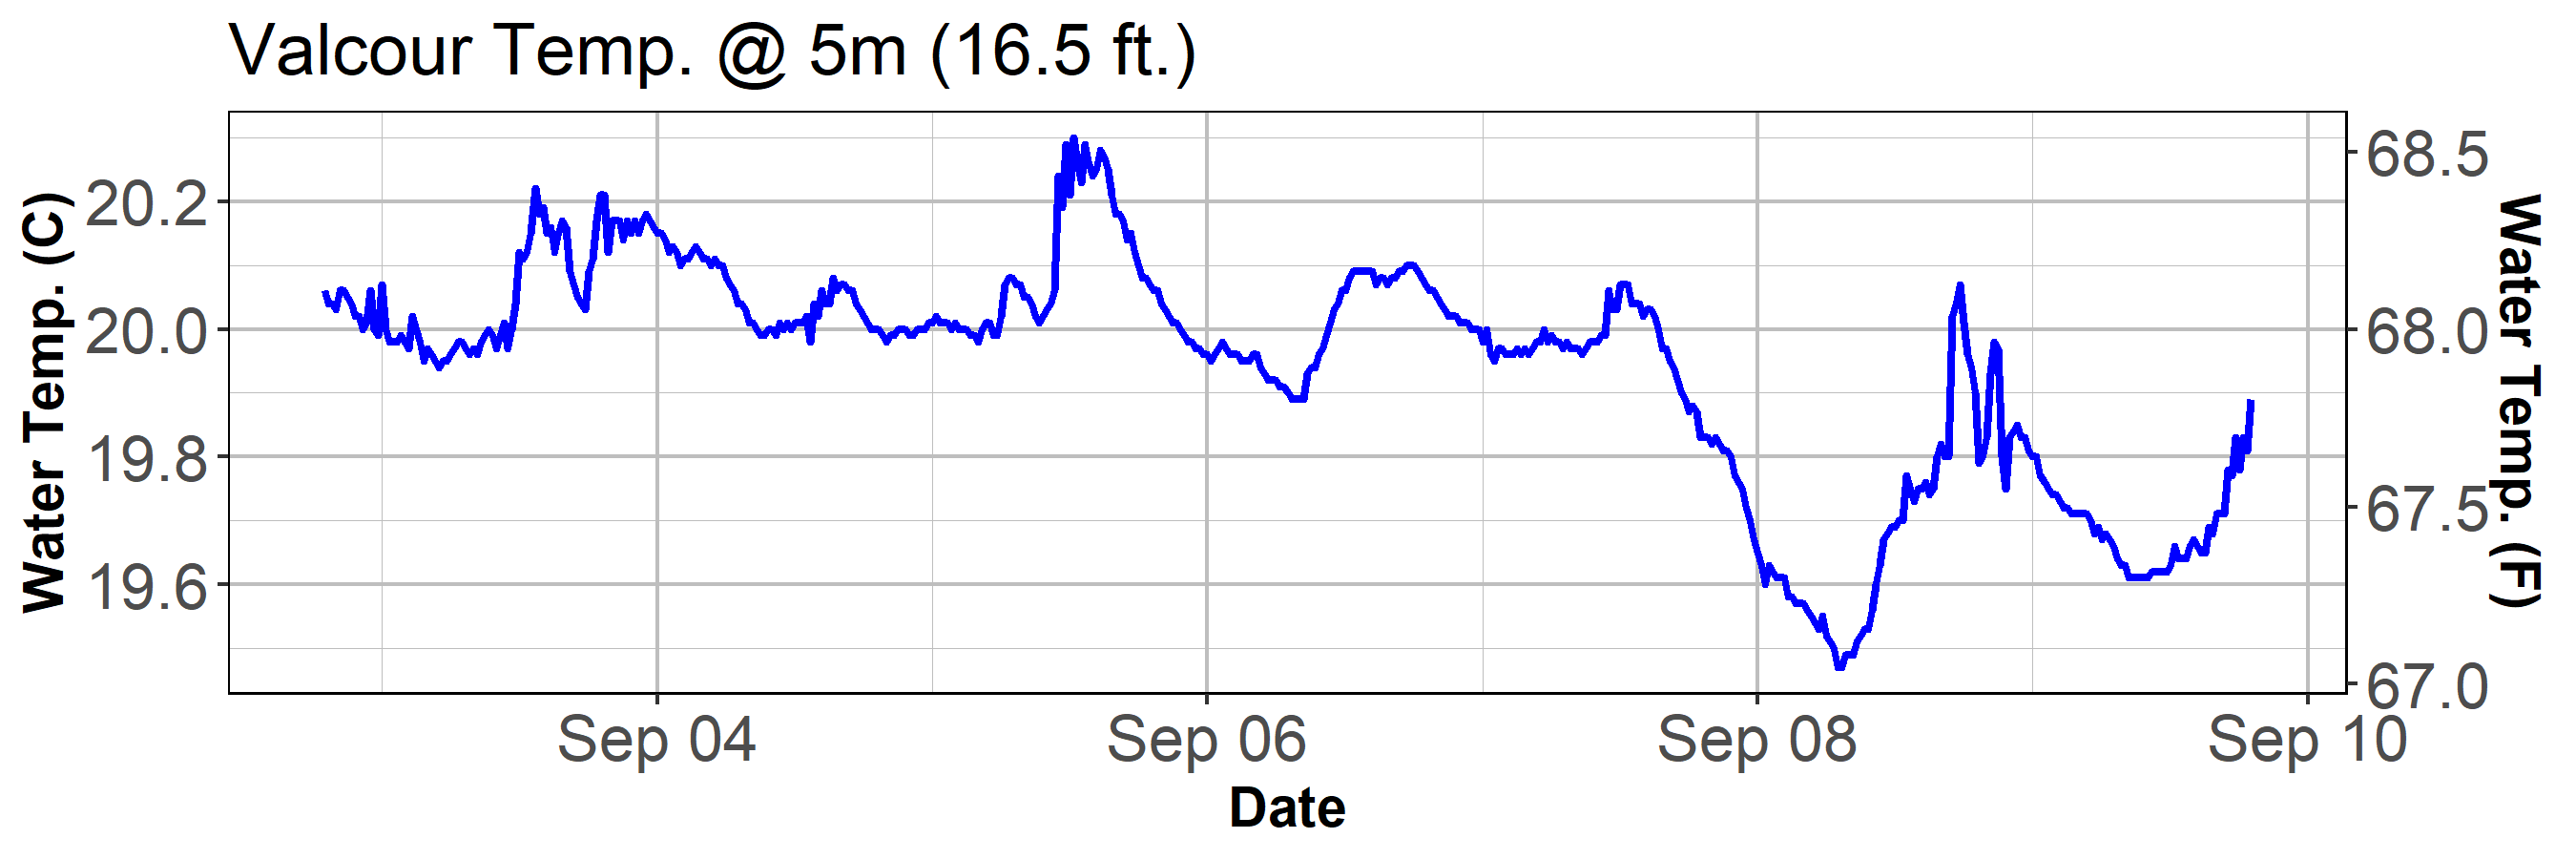 Valcour Temp. @ 5m (16.5 ft.)
Water Temp. (C)
20.2
20.0
19.8
19.6
68.5
68.0
67.5
67.0
Water Temp. (F)
Sep 04 Sep 06 Sep 08 Sep 10
Date